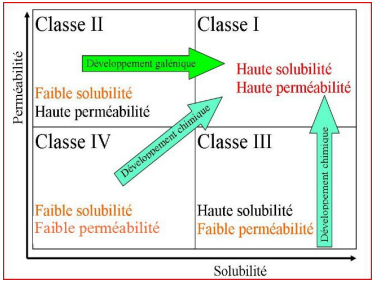 Classe II
Classe I
Développement galénique
Haute solubilité
Haute perméabilité
Faible solubilité
Haute perméabilité
Perméabilité
Classe IV
Développement chimique
Classe III
Développement chimique
Faible solubilité
Faible perméabilité
Haute solubilité
Faible perméabilité
Solubilité